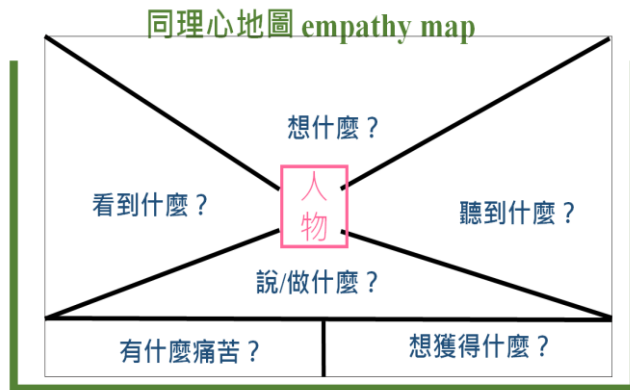 同理心地圖 empathy map
想什麼？
看到什麼？
人
物
聽到什麼？
說/做什麼？
有什麼痛苦？
想獲得什麼？